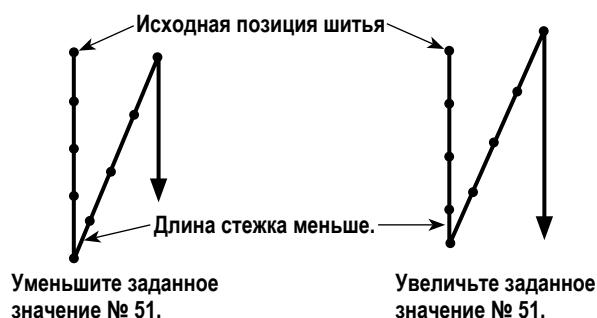 Исходная позиция шитья
Длина стежка меньше.
Уменьшите заданное
значение № 51.
Увеличьте заданное
значение № 51.